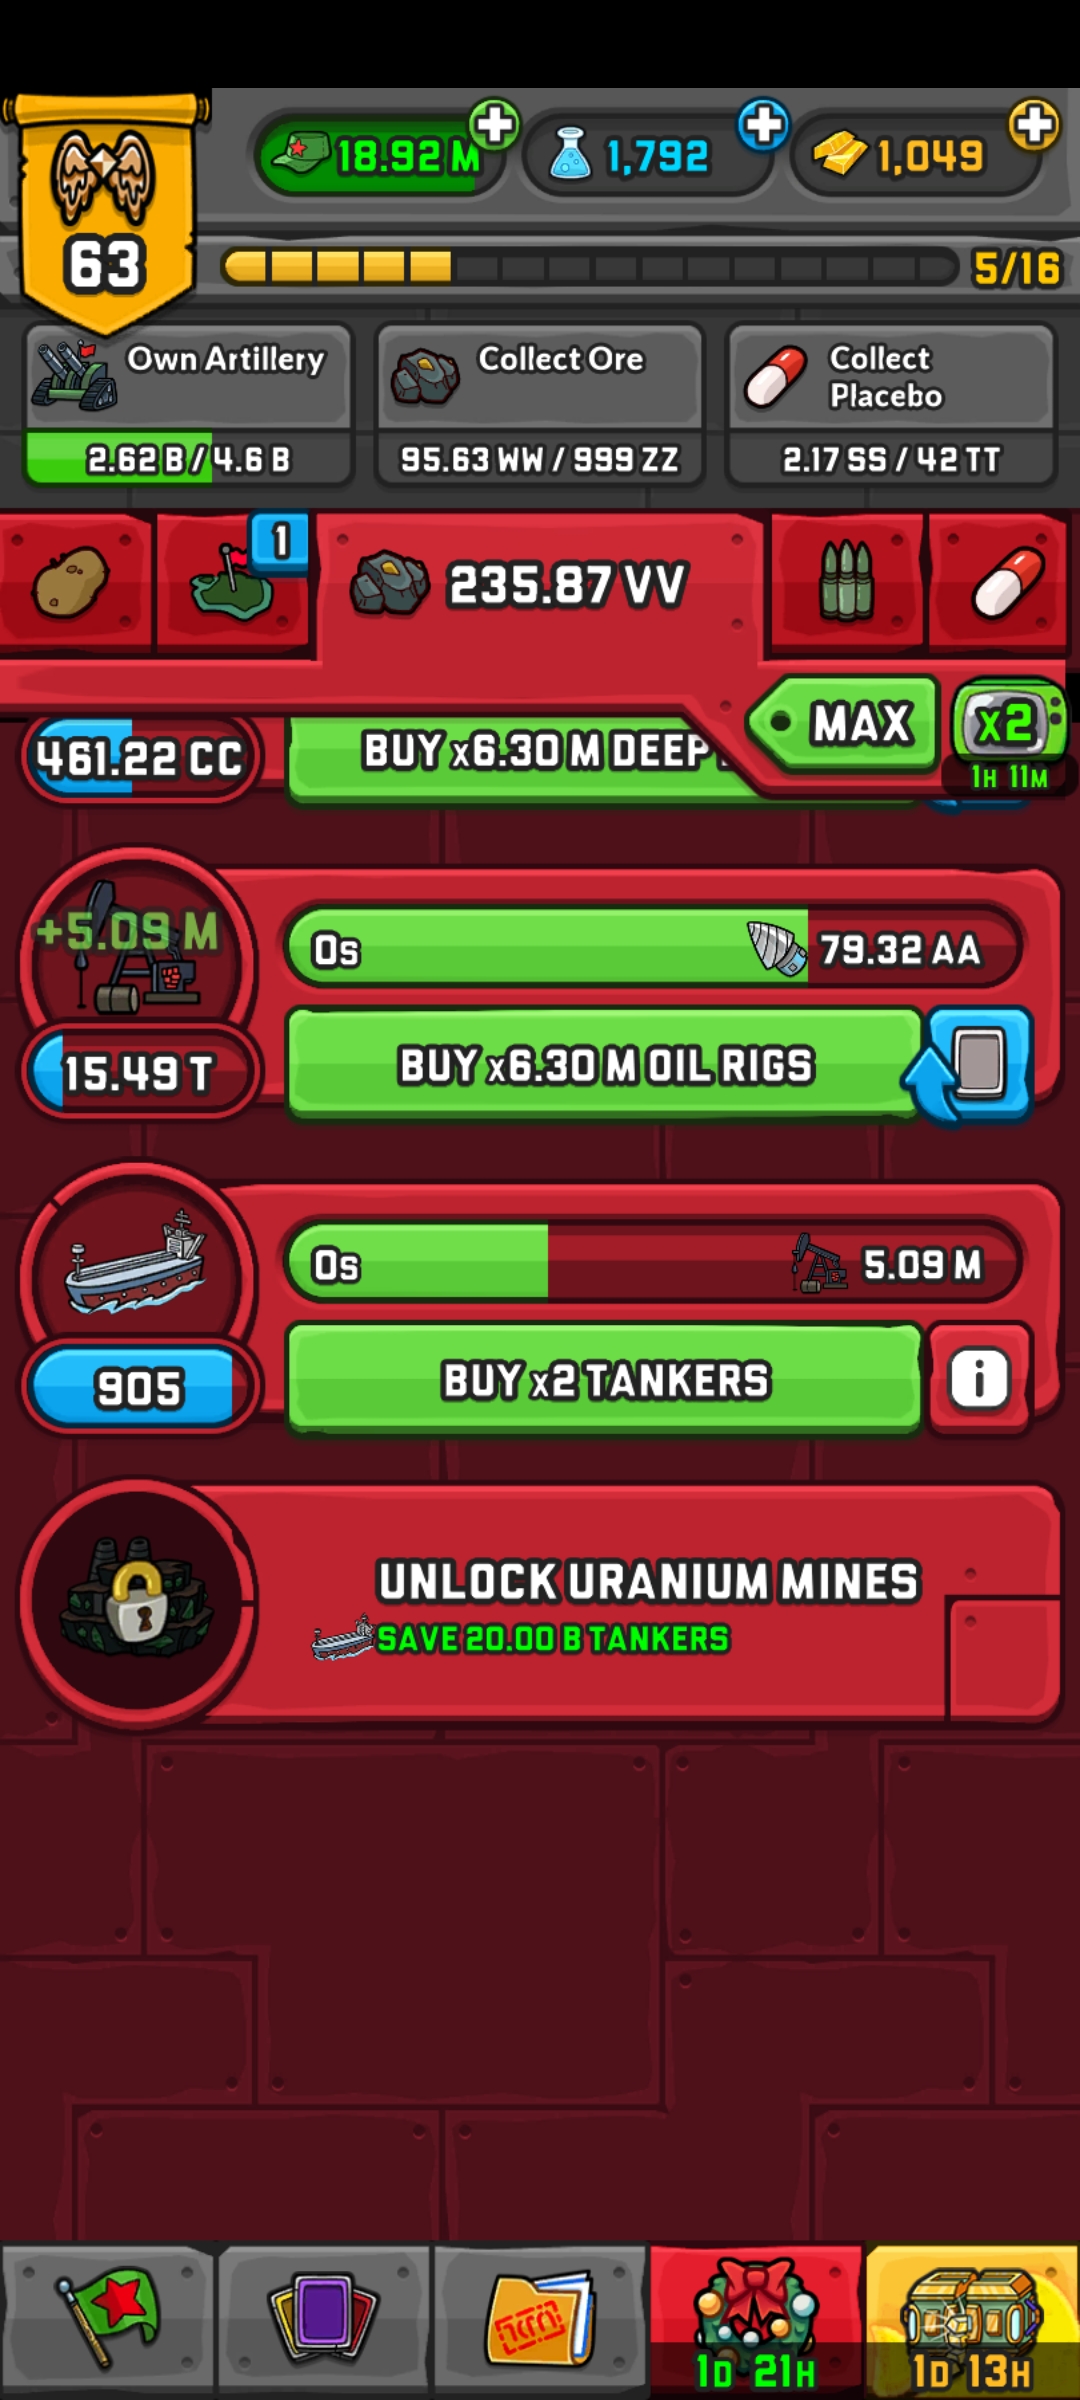 18.92 M
1,792
1,049
63
5/16
Own Artillery
2.62 B / 4.6 B
Collect Ore
95.63 WW / 999 ZZ
Collect
Placebo
2.17 SS / 42 TT
1
235.87 VV
MAX
x2
1H 11M
461.22 CC
BUY x6.30 M DEEP
+5.09 M
0s
79.32 AA
15.49 T
BUY x6.30 M OIL RIGS
0s
5.09 M
905
BUY x2 TANKERS
i
UNLOCK URANIUM MINES
SAVE 20.00 B TANKERS
1D 21H
1D 13H